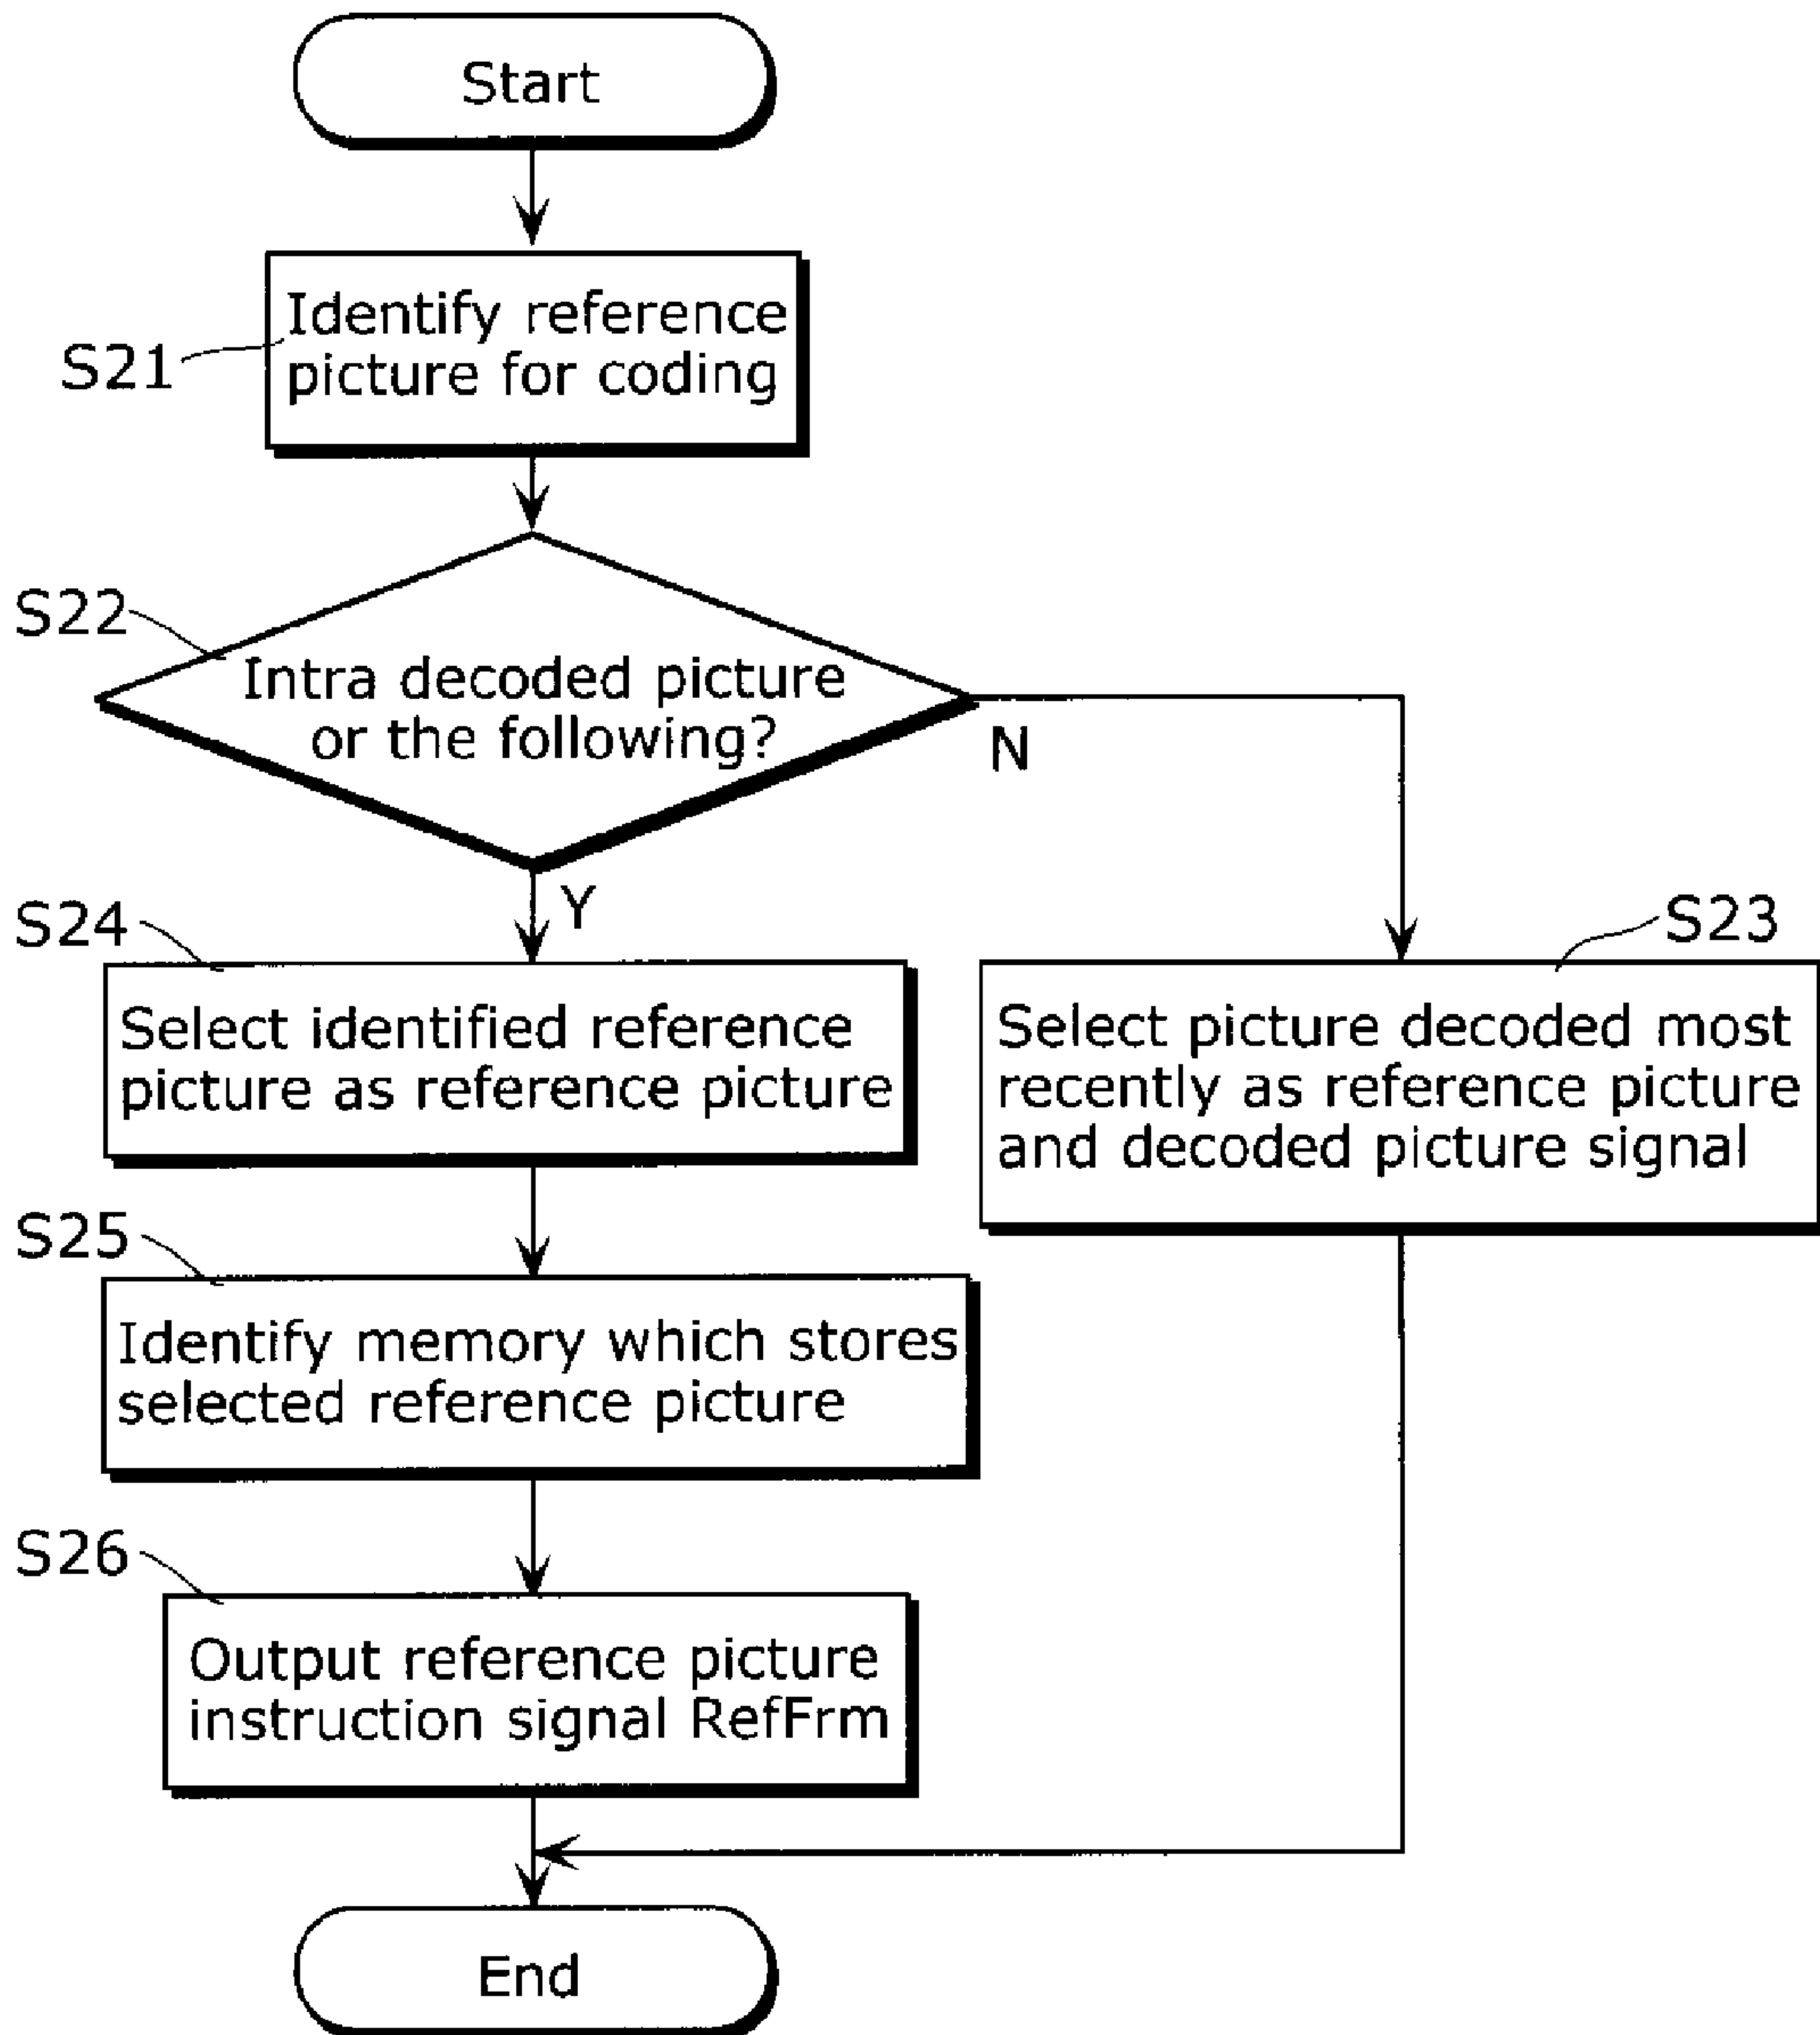 Start
S21
Identify reference
picture for coding
S22
Intra decoded picture
or the following?
N
Y
S24
Select identified reference
picture as reference picture
S23
Select picture decoded most
recently as reference picture
and decoded picture signal
S25
Identify memory which stores
selected reference picture
S26
Output reference picture
instruction signal RefFrm
End